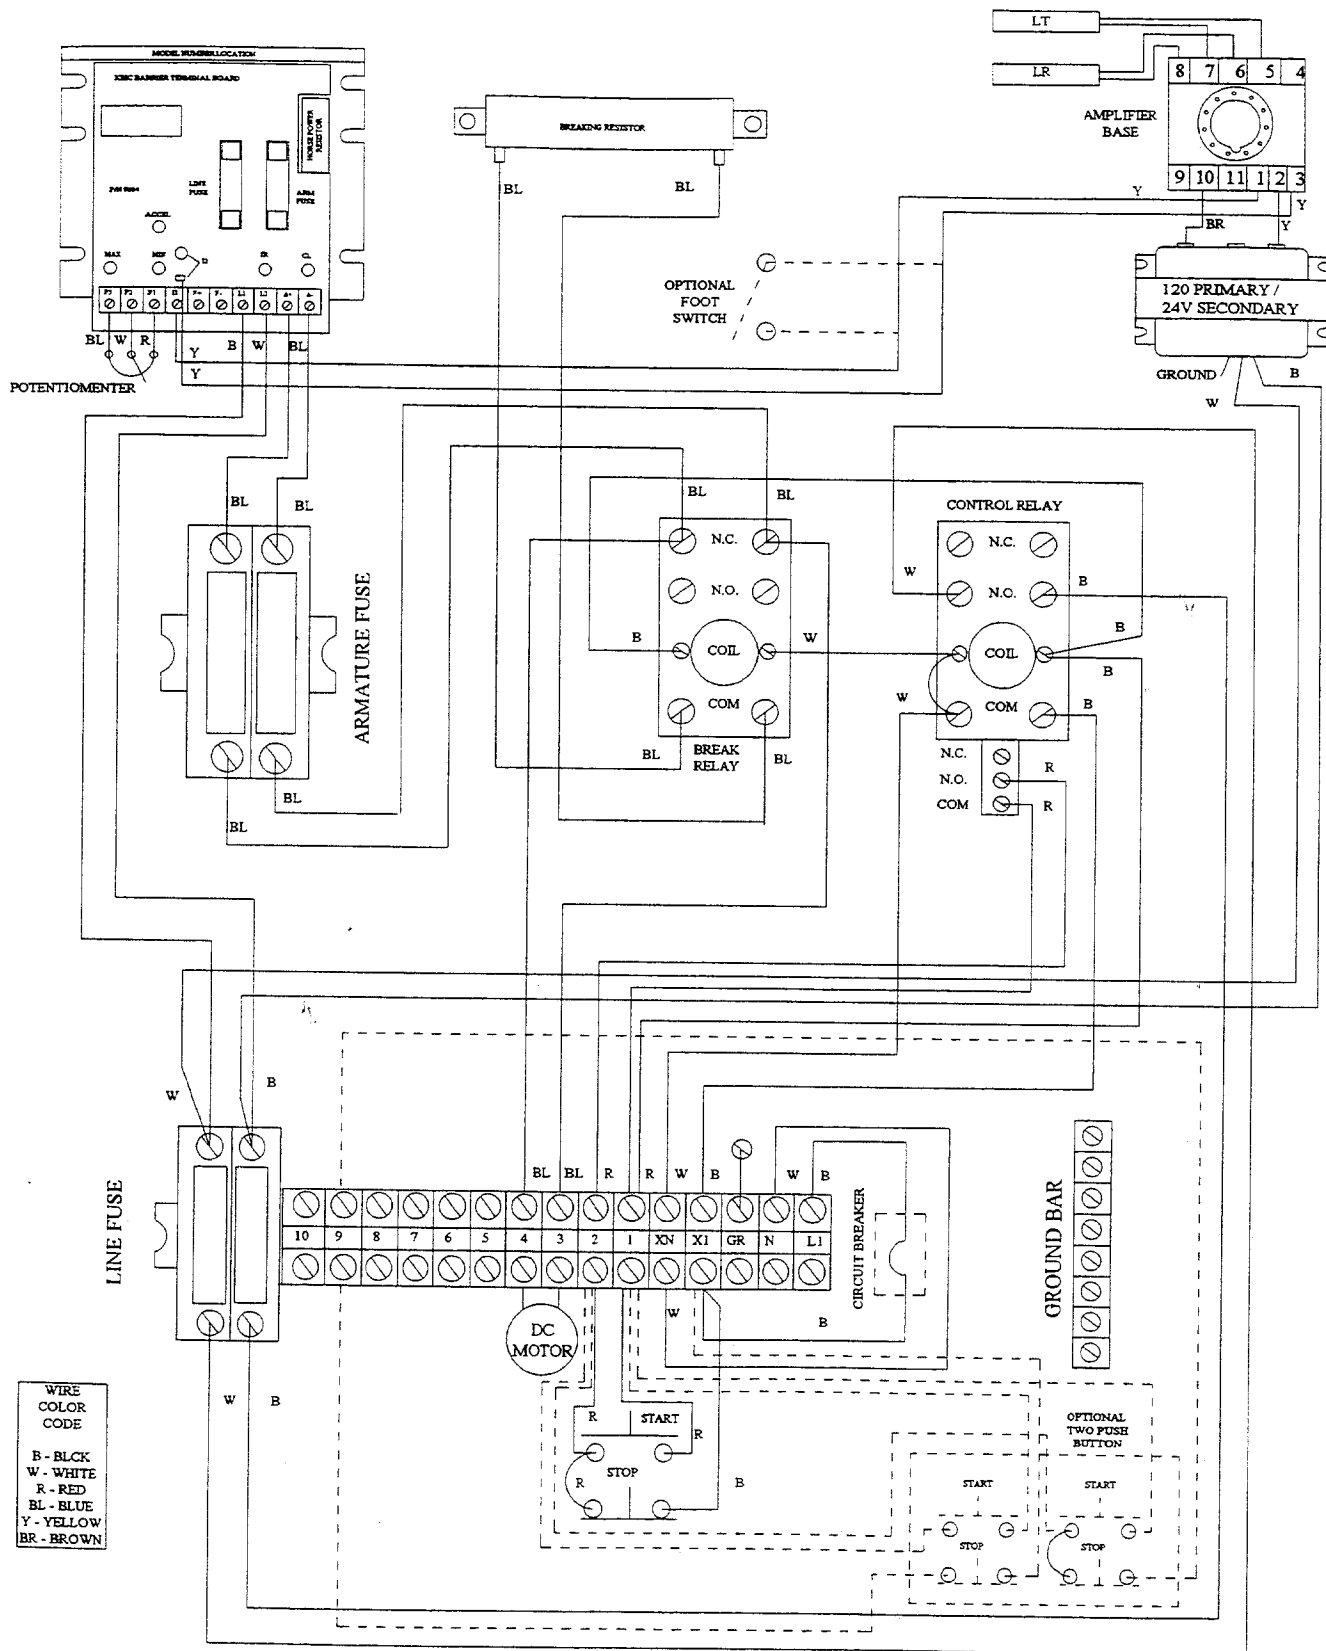 LT
LR
8 7 6 5 4
AMPLIFIER
BASE
9 10 11 1 2 3
Y
Y
BR
Y
120 PRIMARY /
24V SECONDARY
GROUND
B
W
MODEL NUMBER LOCATION
KBIC BARRIER TERMINAL BOARD
HORSE POWER
RESISTOR
LINE
FUSE
ARM
FUSE
ACCEL
MAX
MIN
IR
CL
P3 P2 P1 I2 F+ F- L1 L2 A+ A-
BL W R
Y
Y
B W BL
POTENTIOMENTER
BREAKING RESISTOR
BL
BL
OPTIONAL
FOOT
SWITCH
BL
BL
ARMATURE FUSE
BL
BL
BL
BL
N.C.
N.O.
B
COIL
W
COM
BL
BREAK
RELAY
BL
CONTROL RELAY
N.C.
W
N.O.
B
B
COIL
B
W
COM
B
N.C.
N.O.
R
COM
R
W
B
LINE FUSE
BL BL R R W B W B
10 9 8 7 6 5 4 3 2 1 XN X1 GR N L1
CIRCUIT BREAKER
GROUND BAR
DC
MOTOR
W
B
W
B
WIRE
COLOR
CODE
B - BLCK
W - WHITE
R - RED
BL - BLUE
Y - YELLOW
BR - BROWN
R
START
R
STOP
R
B
OPTIONAL
TWO PUSH
BUTTON
START
START
STOP
STOP